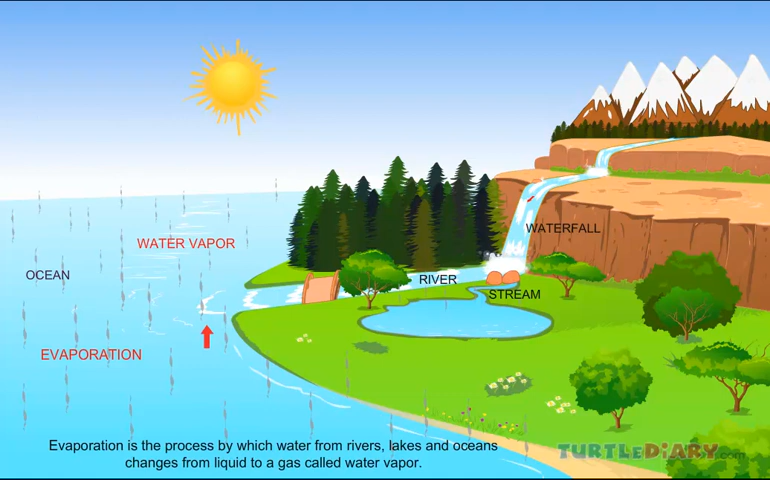 WATERFALL
WATER VAPOR
OCEAN
RIVER
STREAM
EVAPORATION
Evaporation is the process by which water from rivers, lakes and oceans
changes from liquid to a gas called water vapor.
TURTLEDiARY.com